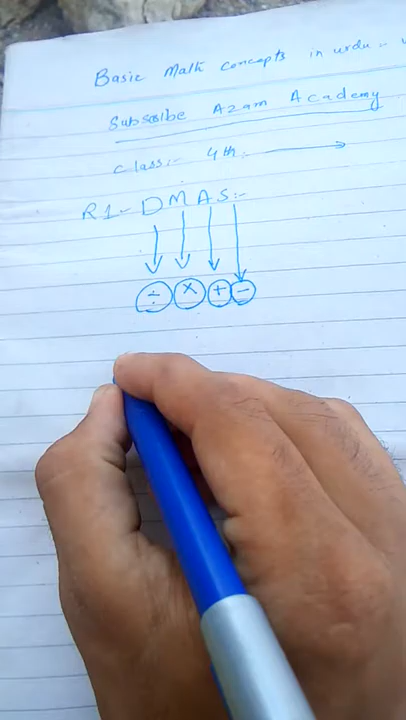 Basic Math concepts in urdu:-
Subscribe Azam Academy
Class:- 4th:- →
R1:- DMAS:-
÷ × + -